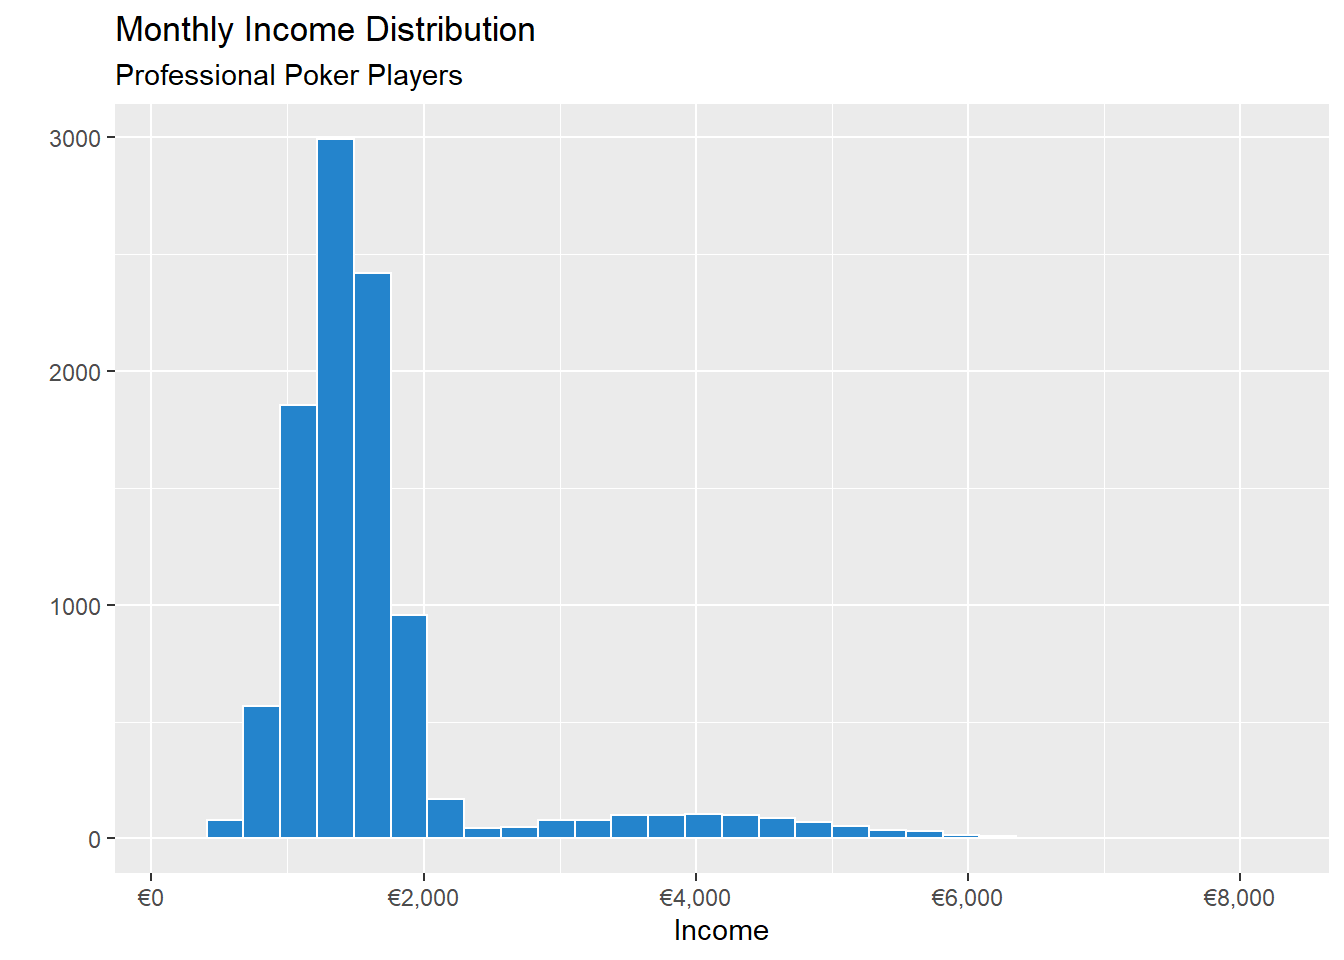 Monthly Income Distribution
Professional Poker Players
3000
2000
1000
0
€0 €2,000 €4,000 €6,000 €8,000
Income